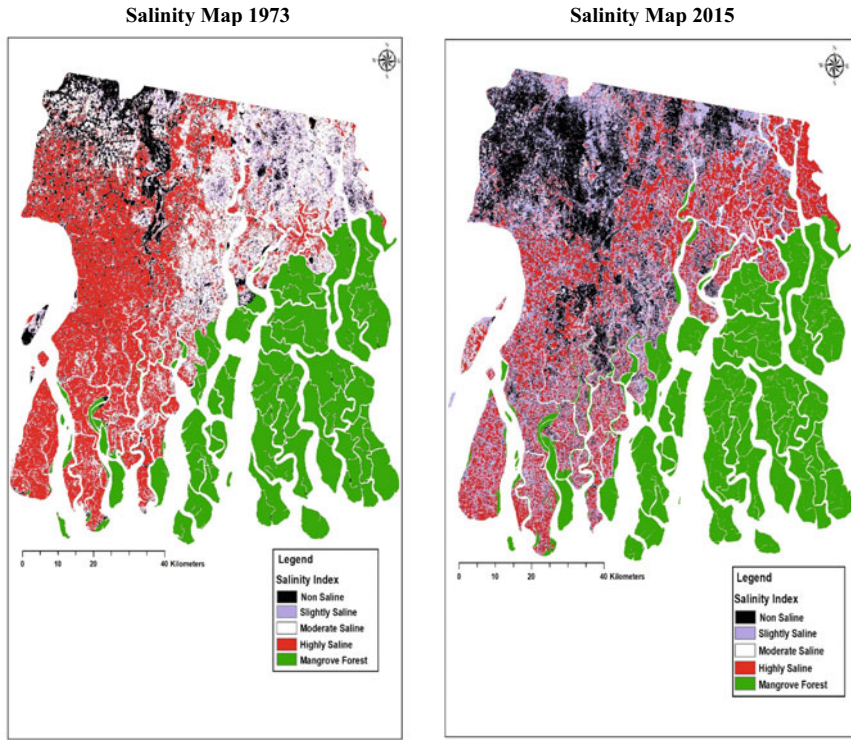 Salinity Map 1973
N
W E
S
0 10 20 40 Kilometers
Legend
Salinity Index
Non Saline
Slightly Saline
Moderate Saline
Highly Saline
Mangrove Forest
Salinity Map 2015
N
W E
S
0 10 20 40 Kilometers
Legend
Salinity Index
Non Saline
Slightly Saline
Moderate Saline
Highly Saline
Mangrove Forest